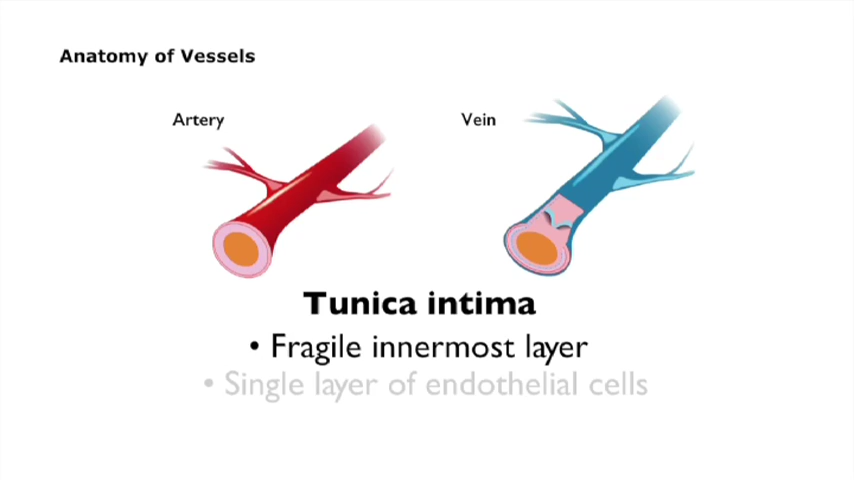 Anatomy of Vessels
Artery
Vein
Tunica intima
• Fragile innermost layer
• Single layer of endothelial cells